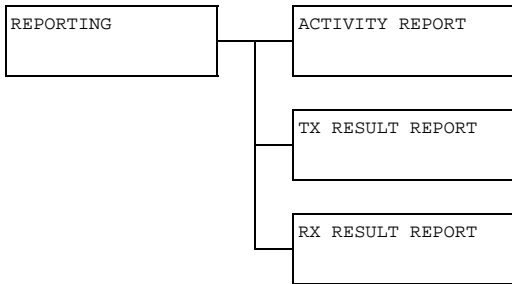 REPORTING
ACTIVITY REPORT
TX RESULT REPORT
RX RESULT REPORT